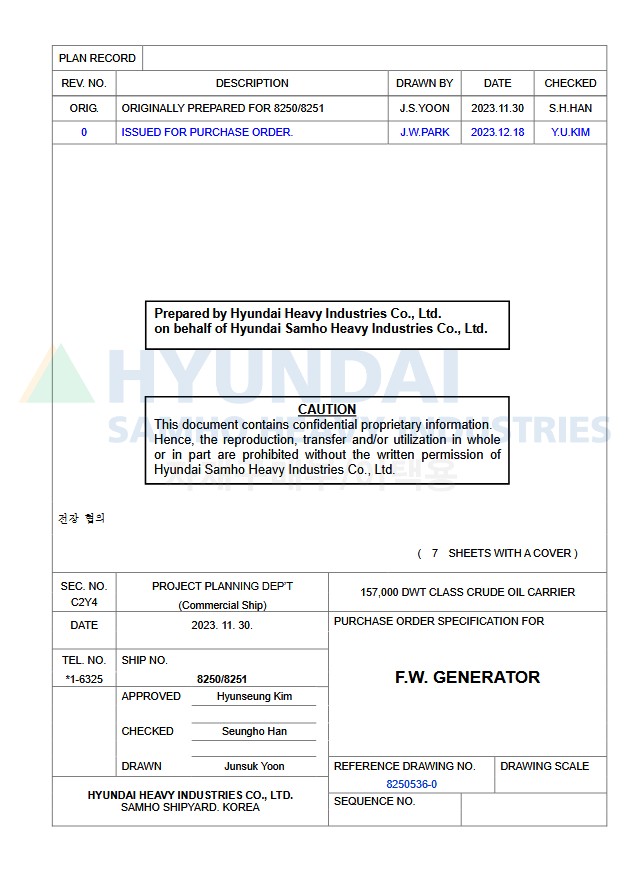 PLAN RECORD
REV. NO. DESCRIPTION DRAWN BY DATE CHECKED
ORIG. ORIGINALLY PREPARED FOR 8250/8251 J.S.YOON 2023.11.30 S.H.HAN
0 ISSUED FOR PURCHASE ORDER. J.W.PARK 2023.12.18 Y.U.KIM
Prepared by Hyundai Heavy Industries Co., Ltd.
on behalf of Hyundai Samho Heavy Industries Co., Ltd.
HYUNDAI
CAUTION
SAMHO HEAVY INDUSTRIES
This document contains confidential proprietary information.
Hence, the reproduction, transfer and/or utilization in whole
or in part are prohibited without the written permission of
Hyundai Samho Heavy Industries Co., Ltd.
전장 협의
( 7 SHEETS WITH A COVER )
SEC. NO.
C2Y4
PROJECT PLANNING DEP'T
(Commercial Ship)
157,000 DWT CLASS CRUDE OIL CARRIER
DATE 2023. 11. 30.
PURCHASE ORDER SPECIFICATION FOR
F.W. GENERATOR
TEL. NO.
*1-6325
SHIP NO.
8250/8251
APPROVED Hyunseung Kim
CHECKED Seungho Han
DRAWN Junsuk Yoon
REFERENCE DRAWING NO.
8250536-0
DRAWING SCALE
HYUNDAI HEAVY INDUSTRIES CO., LTD.
SAMHO SHIPYARD. KOREA
SEQUENCE NO.